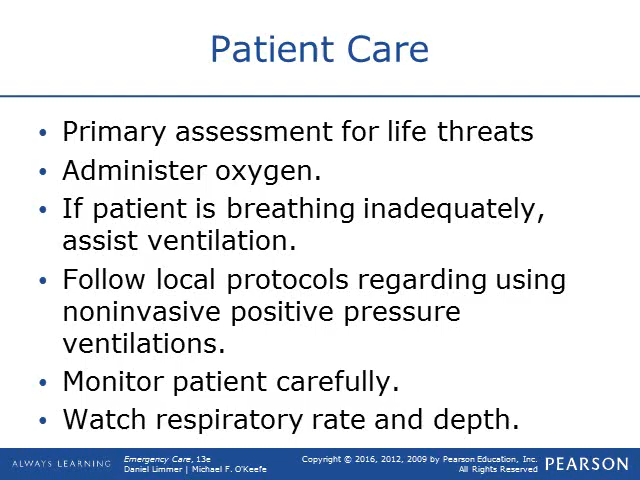 Patient Care
• Primary assessment for life threats
• Administer oxygen.
• If patient is breathing inadequately,
assist ventilation.
• Follow local protocols regarding using
noninvasive positive pressure
ventilations.
• Monitor patient carefully.
• Watch respiratory rate and depth.
ALWAYS LEARNING
Emergency Care, 13e
Daniel Limmer | Michael F. O'Keefe
Copyright © 2016, 2012, 2009 by Pearson Education, Inc.
All Rights Reserved
PEARSON